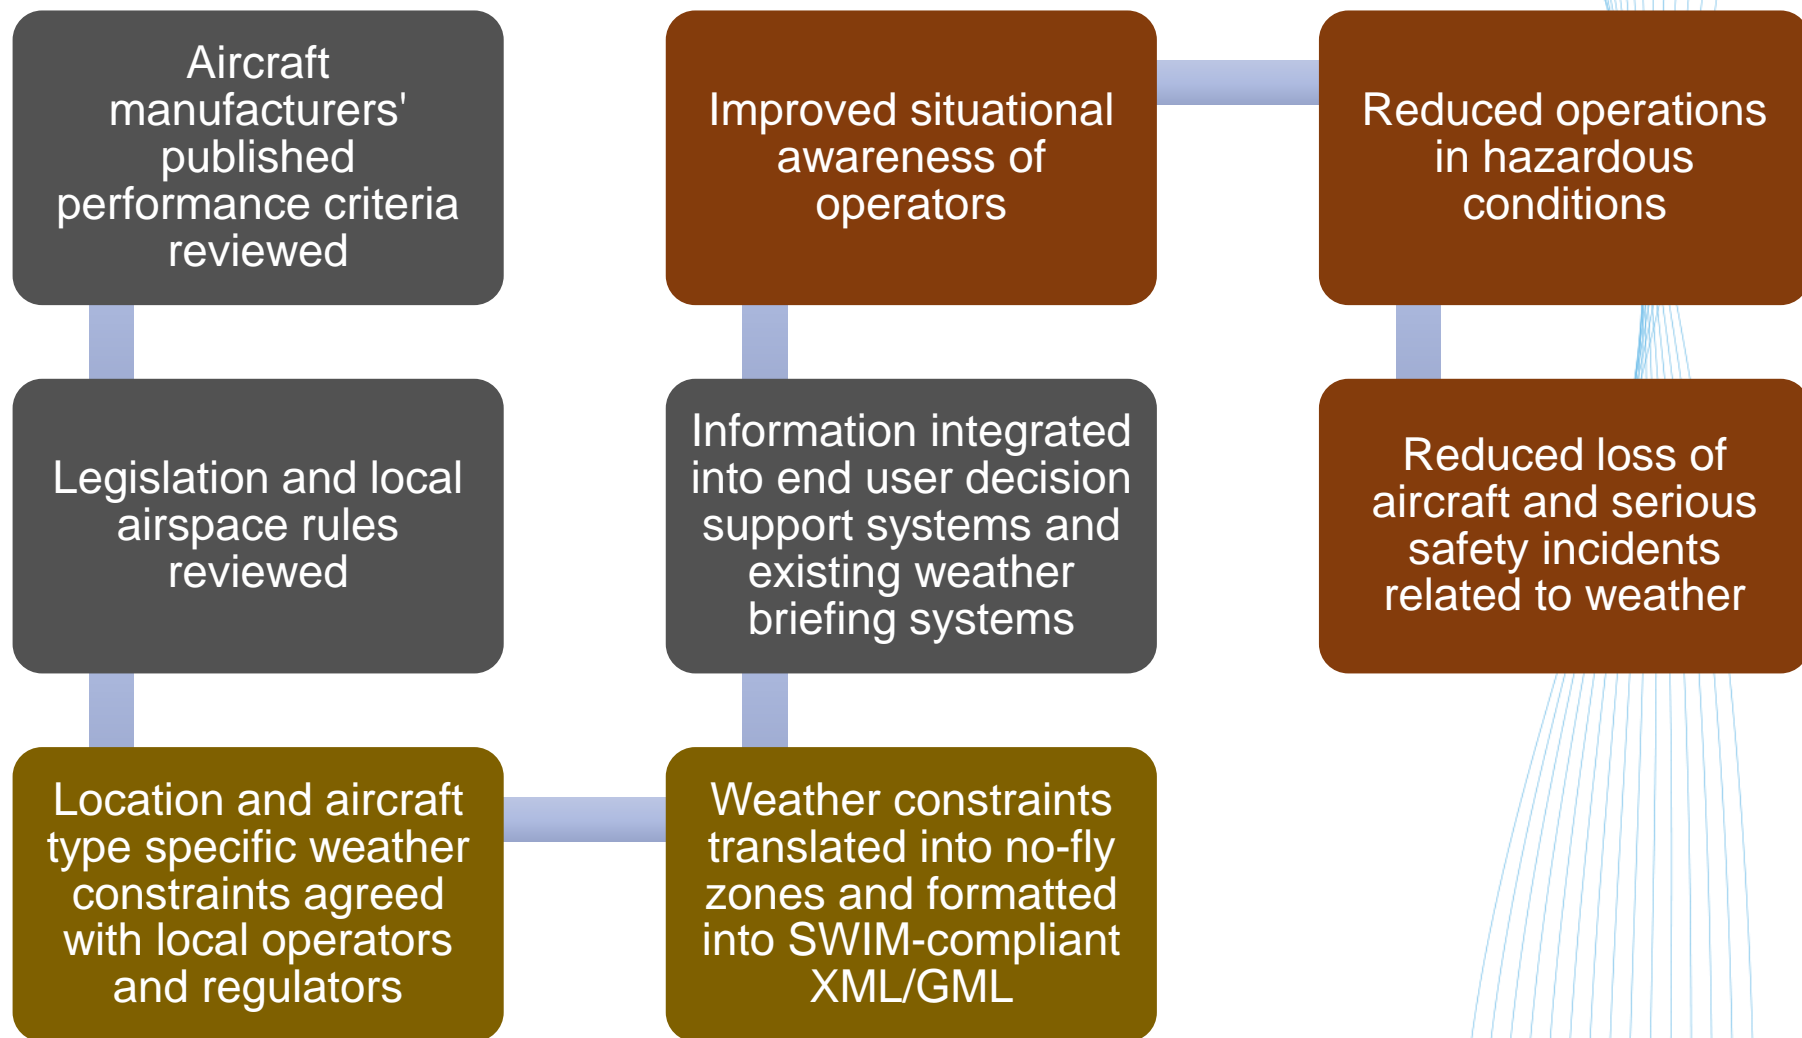 Aircraft
manufacturers'
published
performance criteria
reviewed
Legislation and local
airspace rules
reviewed
Location and aircraft
type specific weather
constraints agreed
with local operators
and regulators
Weather constraints
translated into no-fly
zones and formatted
into SWIM-compliant
XML/GML
Information integrated
into end user decision
support systems and
existing weather
briefing systems
Improved situational
awareness of
operators
Reduced operations
in hazardous
conditions
Reduced loss of
aircraft and serious
safety incidents
related to weather